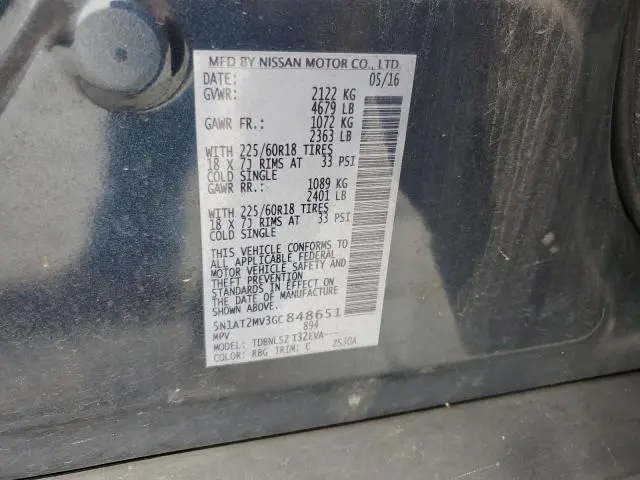 MFD BY NISSAN MOTOR CO., LTD.
DATE: 05/16
GVWR: 2122 KG
4679 LB
GAWR FR.: 1072 KG
2363 LB
WITH 225/60R18 TIRES
18 X 7J RIMS AT 33 PSI
COLD SINGLE
GAWR RR.: 1089 KG
2401 LB
WITH 225/60R18 TIRES
18 X 7J RIMS AT 33 PSI
COLD SINGLE
THIS VEHICLE CONFORMS TO
ALL APPLICABLE FEDERAL
MOTOR VEHICLE SAFETY AND
THEFT PREVENTION
STANDARDS IN EFFECT ON
THE DATE OF MANUFACTURE
5N1AT2MV3GC848651
894
MPV
MODEL: TDBNLSZ T32EVA----
COLOR: RBG TRIM: C 2530A